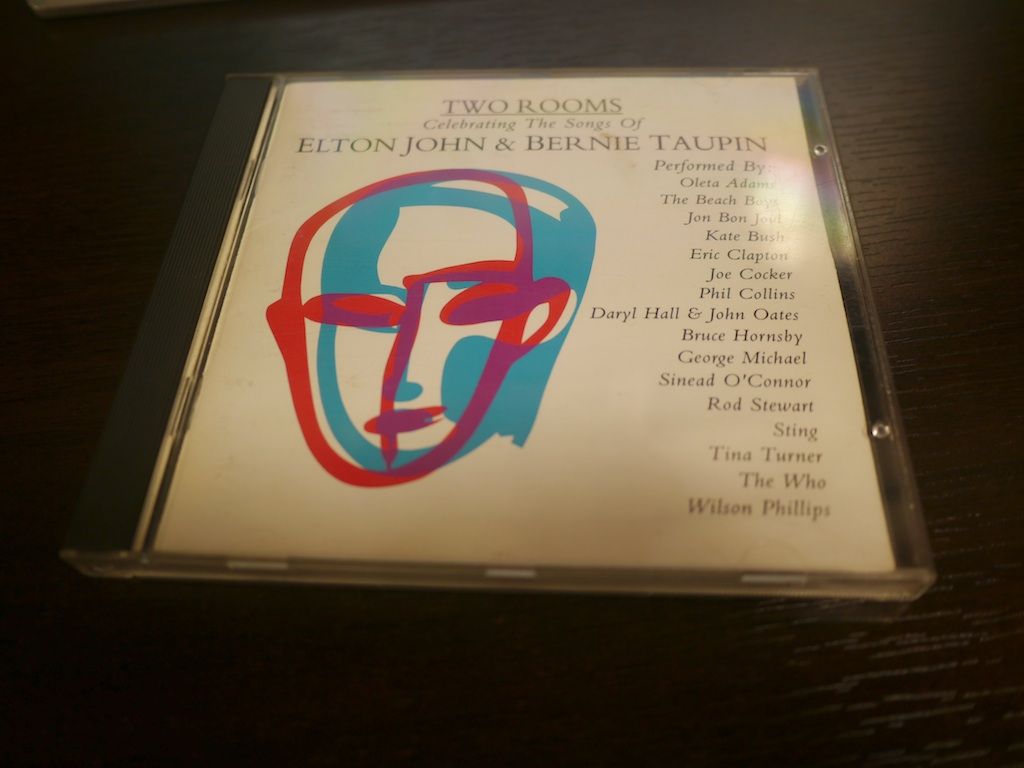 TWO ROOMS
Celebrating The Songs Of
ELTON JOHN & BERNIE TAUPIN
Performed By:
Oleta Adams
The Beach Boys
Jon Bon Jovi
Kate Bush
Eric Clapton
Joe Cocker
Phil Collins
Daryl Hall & John Oates
Bruce Hornsby
George Michael
Sinead O'Connor
Rod Stewart
Sting
Tina Turner
The Who
Wilson Phillips